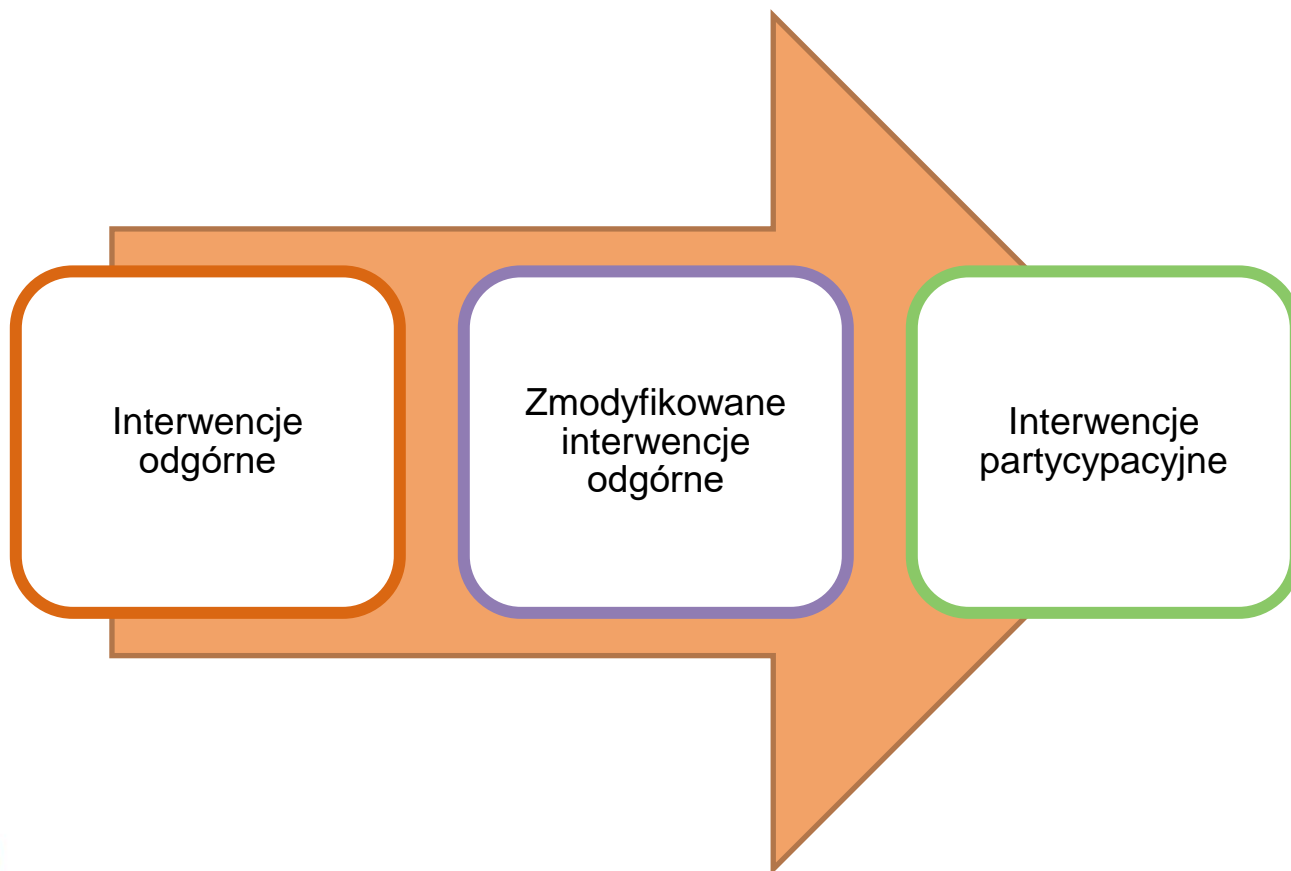 Interwencje
odgórne
Zmodyfikowane
interwencje
odgórne
Interwencje
partycypacyjne